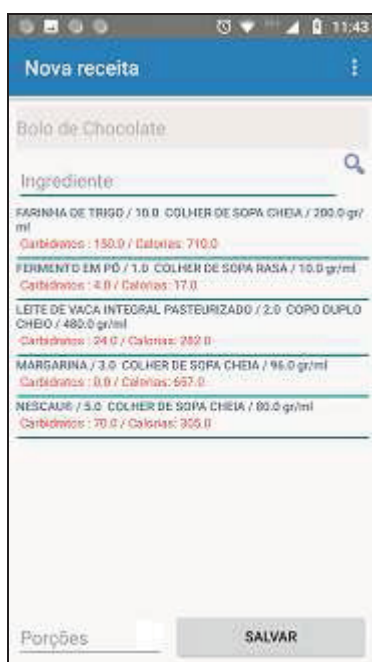 11:43
Nova receita
Bolo de Chocolate
Ingrediente
FARINHA DE TRIGO / 10.0 COLHER DE SOPA CHEIA / 200.0 gr/
ml
Carbidratos : 150.0 / Calorias: 710.0
FERMENTO EM PÓ / 1.0 COLHER DE SOPA RASA / 10.0 gr/ml
Carbidratos : 4.0 / Calorias: 17.0
LEITE DE VACA INTEGRAL PASTEURIZADO / 2.0 COPO DUPLO
CHEIO / 480.0 gr/ml
Carbidratos : 24.0 / Calorias: 282.0
MARGARINA / 3.0 COLHER DE SOPA CHEIA / 96.0 gr/ml
Carbidratos : 0.0 / Calorias: 667.0
NESCAU® / 5.0 COLHER DE SOPA CHEIA / 80.0 gr/ml
Carbidratos : 70.0 / Calorias: 305.0
Porções
SALVAR